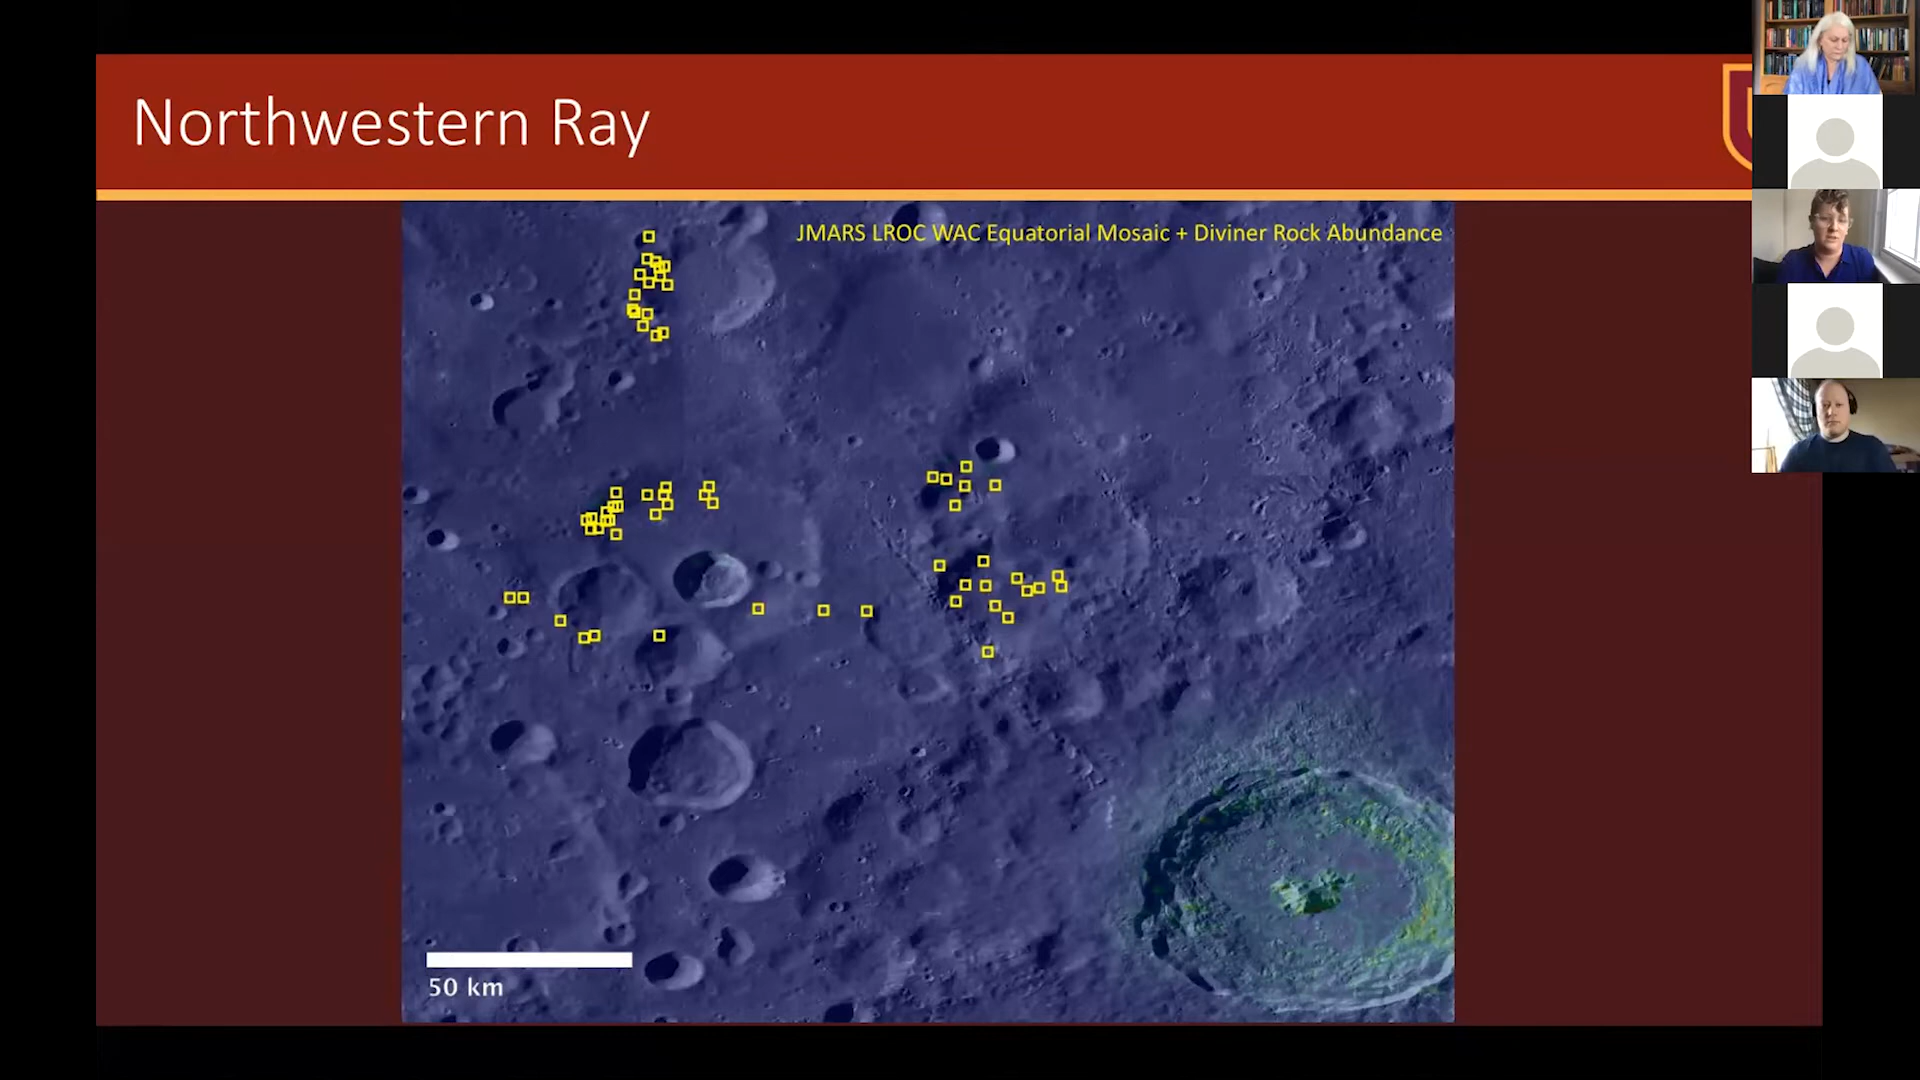 Northwestern Ray
JMARS LROC WAC Equatorial Mosaic + Diviner Rock Abundance
50 km